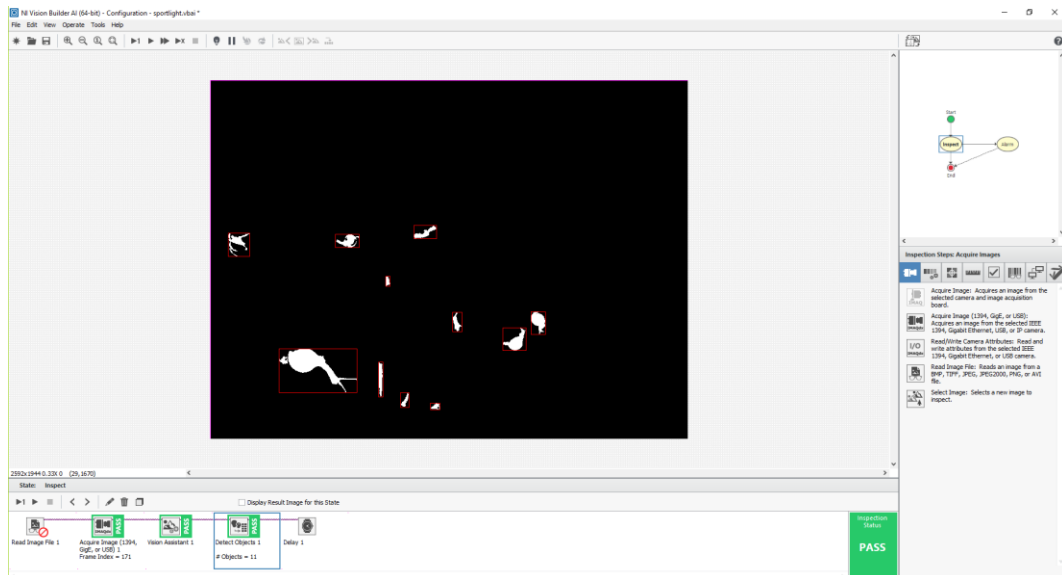 NI Vision Builder AI (64-bit) - Configuration - sportlight.vbai *
File Edit View Operate Tools Help
Start
Inspect
Alarm
End
Inspection Steps: Acquire Images
Acquire Image: Acquires an image from the
selected camera and image acquisition
board.
Acquire Image (1394, GigE, or USB):
Acquires an image from the selected IEEE
1394, Gigabit Ethernet, USB, or IP camera.
Read/Write Camera Attributes: Read and
write attributes from the selected IEEE
1394, Gigabit Ethernet, or USB camera.
Read Image File: Reads an image from a
BMP, TIFF, JPEG, JPEG2000, PNG, or AVI
file.
Select Image: Selects a new image to
inspect.
2592x1944 0.33X 0 (29,1670)
State: Inspect
Display Result Image for this State
PASS
PASS
PASS
Read Image File 1
Acquire Image (1394,
GigE, or USB) 1
Frame Index = 171
Vision Assistant 1
Detect Objects 1
# Objects = 11
Delay 1
Inspection
Status
PASS